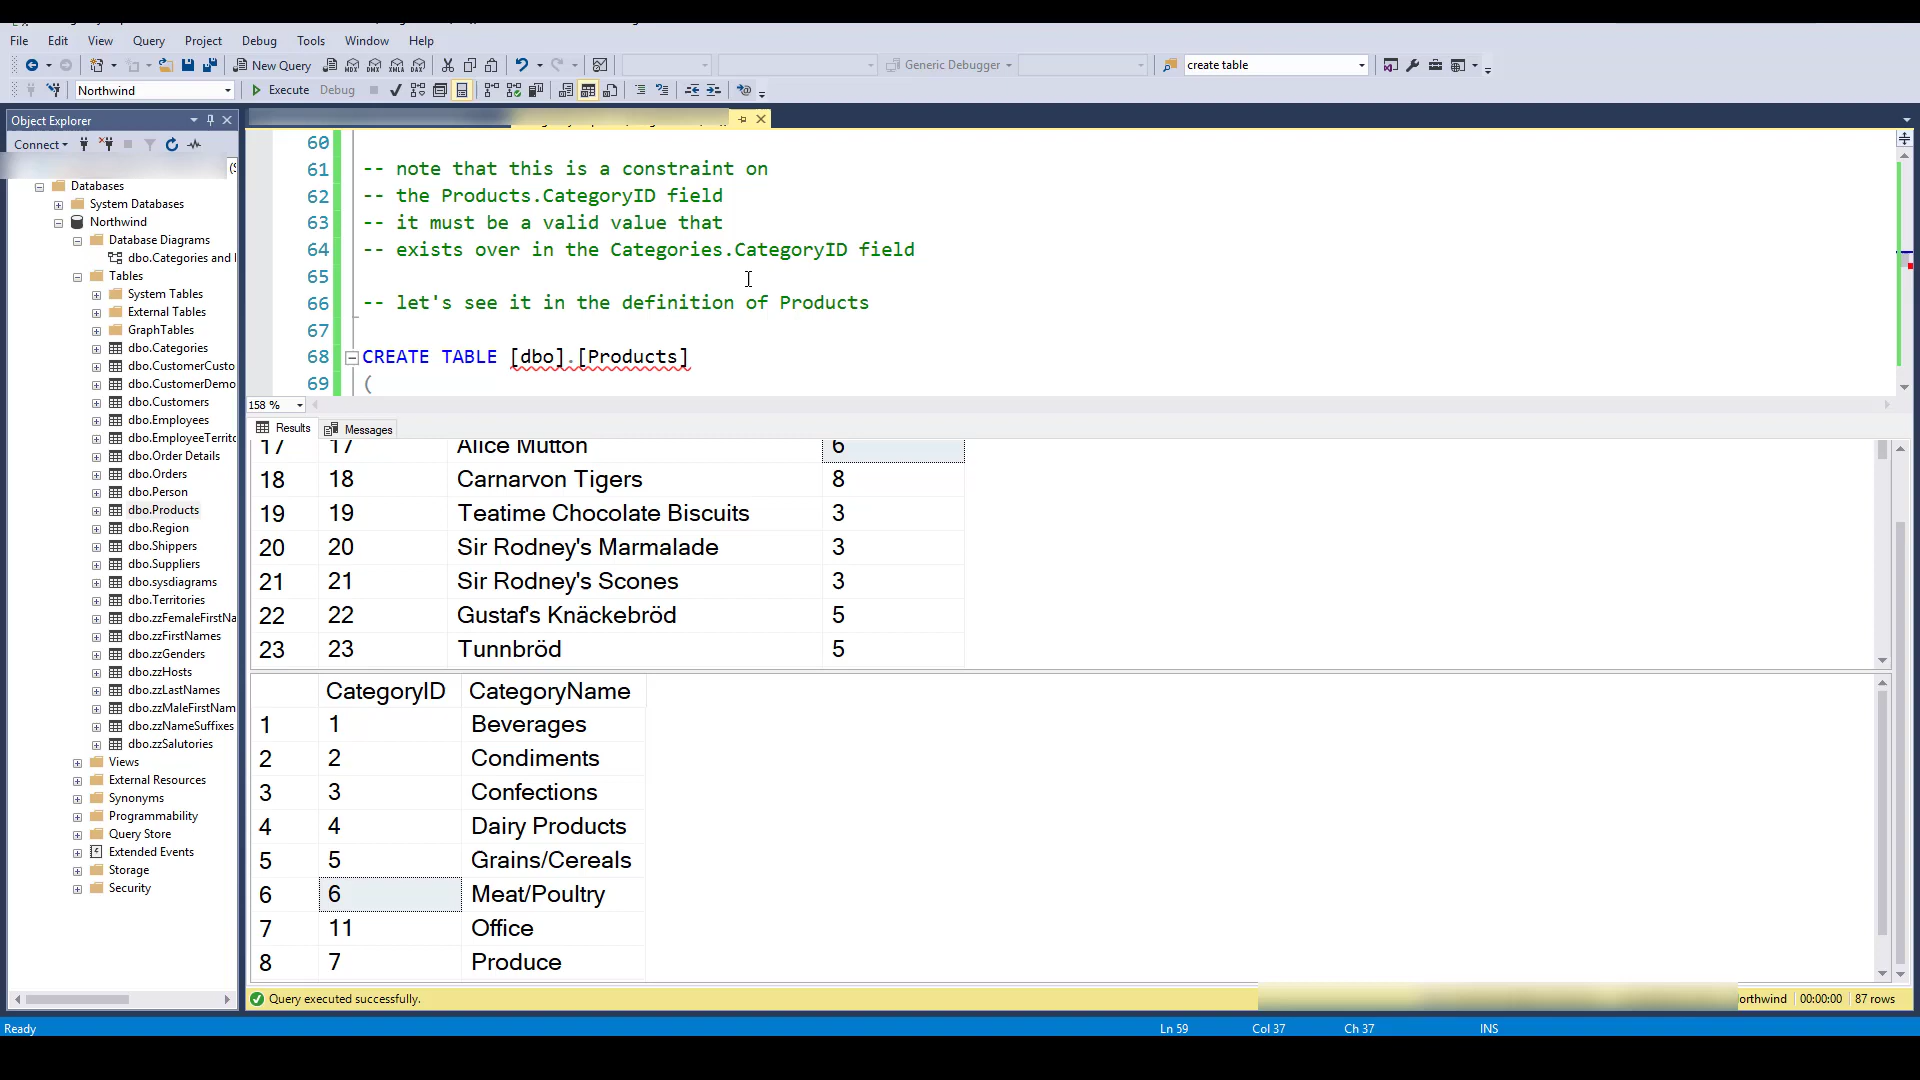 File Edit View Query Project Debug Tools Window Help
New Query Generic Debugger create table
Northwind Execute Debug
Object Explorer
Connect
Databases
System Databases
Northwind
Database Diagrams
dbo.Categories and
Tables
System Tables
External Tables
GraphTables
dbo.Categories
dbo.CustomerCusto
dbo.CustomerDemo
dbo.Customers
dbo.Employees
dbo.EmployeeTerrito
dbo.Order Details
dbo.Orders
dbo.Person
dbo.Products
dbo.Region
dbo.Shippers
dbo.Suppliers
dbo.sysdiagrams
dbo.Territories
dbo.zzFemaleFirstNa
dbo.zzFirstNames
dbo.zzGenders
dbo.zzHosts
dbo.zzLastNames
dbo.zzMaleFirstNam
dbo.zzNameSuffixes
dbo.zzSalutories
Views
External Resources
Synonyms
Programmability
Query Store
Extended Events
Storage
Security
60
61 -- note that this is a constraint on
62 -- the Products.CategoryID field
63 -- it must be a valid value that
64 -- exists over in the Categories.CategoryID field
65
66 -- let's see it in the definition of Products
67
68 CREATE TABLE [dbo].[Products]
69 (
158 %
Results Messages
17 17 Alice Mutton 6
18 18 Carnarvon Tigers 8
19 19 Teatime Chocolate Biscuits 3
20 20 Sir Rodney's Marmalade 3
21 21 Sir Rodney's Scones 3
22 22 Gustaf's Knäckebröd 5
23 23 Tunnbröd 5
CategoryID CategoryName
1 1 Beverages
2 2 Condiments
3 3 Confections
4 4 Dairy Products
5 5 Grains/Cereals
6 6 Meat/Poultry
7 11 Office
8 7 Produce
Query executed successfully. orthwind 00:00:00 87 rows
Ready Ln 59 Col 37 Ch 37 INS